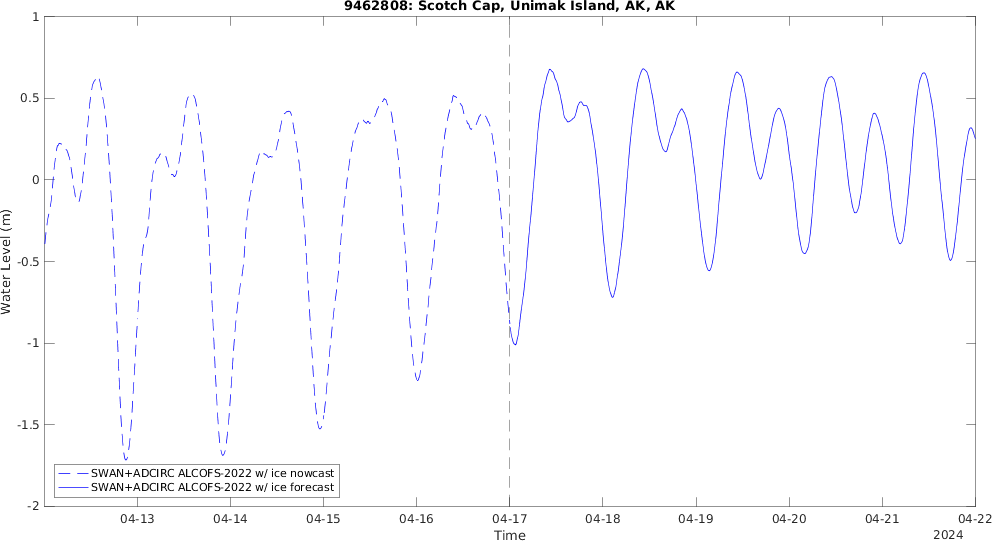 9462808: Scotch Cap, Unimak Island, AK, AK
1
0.5
0
-0.5
-1
-1.5
-2
Water Level (m)
SWAN+ADCIRC ALCOFS-2022 w/ ice nowcast
SWAN+ADCIRC ALCOFS-2022 w/ ice forecast
04-13 04-14 04-15 04-16 04-17 04-18 04-19 04-20 04-21 04-22
Time
2024